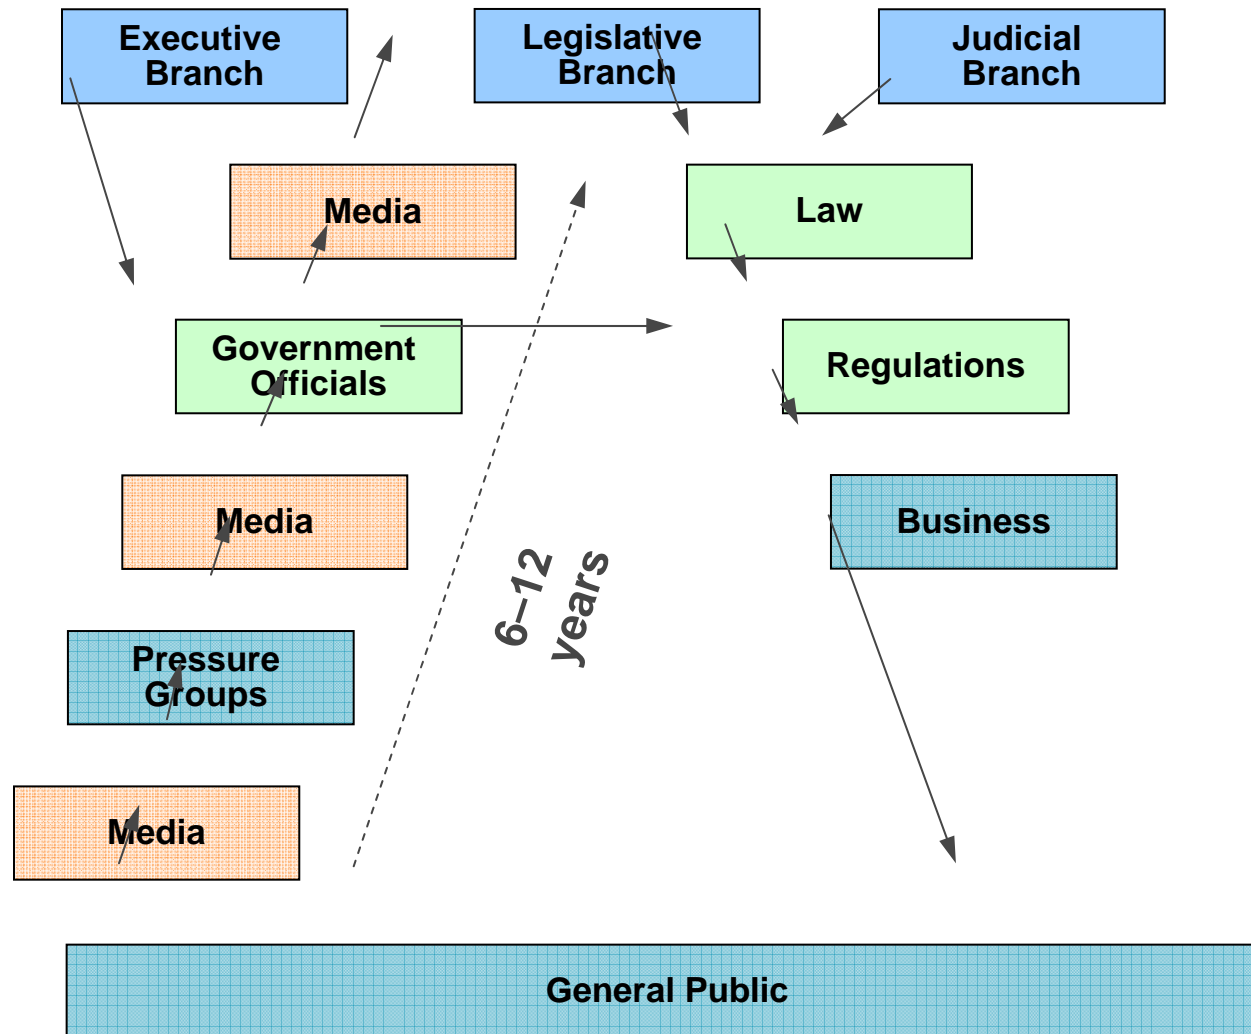 Executive
Branch
Legislative
Branch
Judicial
Branch
Media
Law
Government
Officials
Regulations
Media
Business
6–12
years
Pressure
Groups
Media
General Public